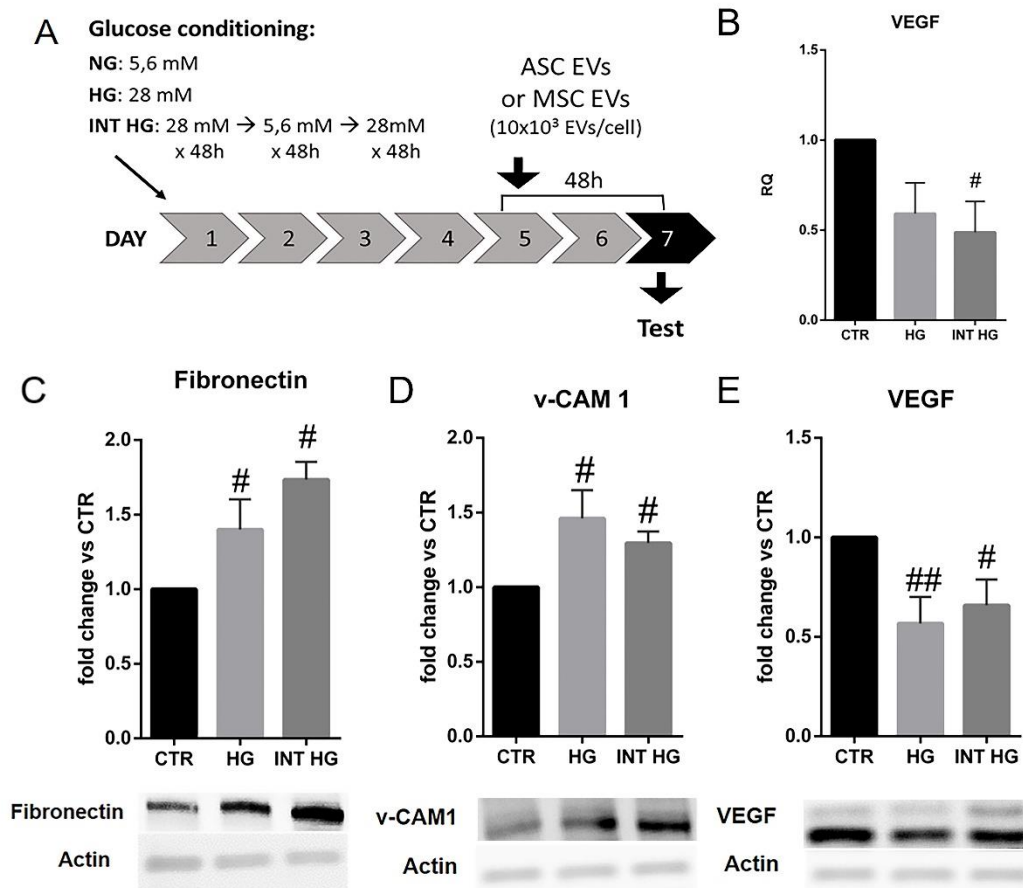 A
Glucose conditioning:
NG: 5,6 mM
HG: 28 mM
INT HG: 28 mM → 5,6 mM → 28mM
x 48h x 48h x 48h
ASC EVs
or MSC EVs
(10x10³ EVs/cell)
48h
DAY 1 2 3 4 5 6 7
Test
B
VEGF
RQ
1.5
1.0
0.5
0.0
#
CTR HG INT HG
C
Fibronectin
fold change vs CTR
2.0
1.5
1.0
0.5
0.0
# #
CTR HG INT HG
Fibronectin
Actin
D
v-CAM 1
fold change vs CTR
2.0
1.5
1.0
0.5
0.0
# #
CTR HG INT HG
v-CAM1
Actin
E
VEGF
fold change vs CTR
1.5
1.0
0.5
0.0
## #
CTR HG INT HG
VEGF
Actin